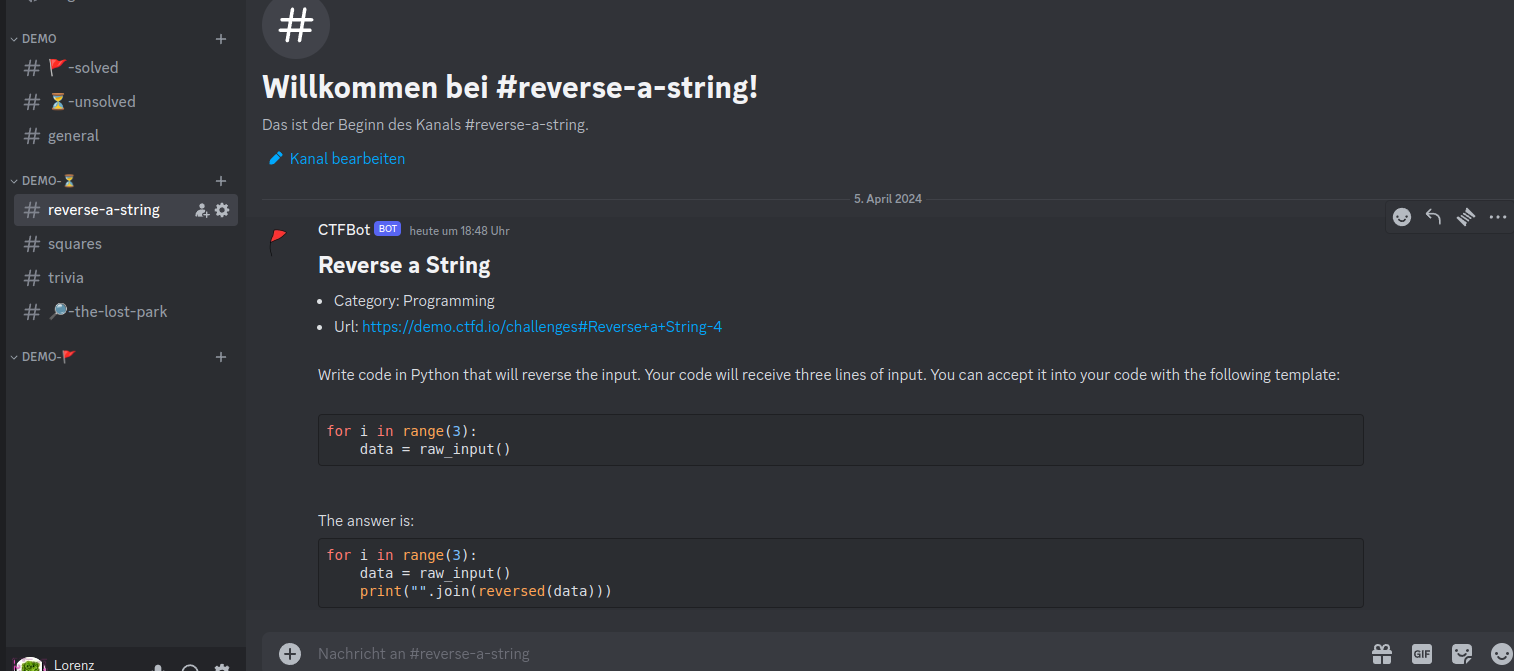 DEMO
🚩-solved
⌛-unsolved
general
DEMO-⌛
reverse-a-string
squares
trivia
🔎-the-lost-park
DEMO-🚩
Lorenz
#
Willkommen bei #reverse-a-string!
Das ist der Beginn des Kanals #reverse-a-string.
Kanal bearbeiten
5. April 2024
CTFBot BOT heute um 18:48 Uhr
Reverse a String
• Category: Programming
• Url: https://demo.ctfd.io/challenges#Reverse+a+String-4
Write code in Python that will reverse the input. Your code will receive three lines of input. You can accept it into your code with the following template:
for i in range(3):
    data = raw_input()
The answer is:
for i in range(3):
    data = raw_input()
    print("".join(reversed(data)))
Nachricht an #reverse-a-string
GIF